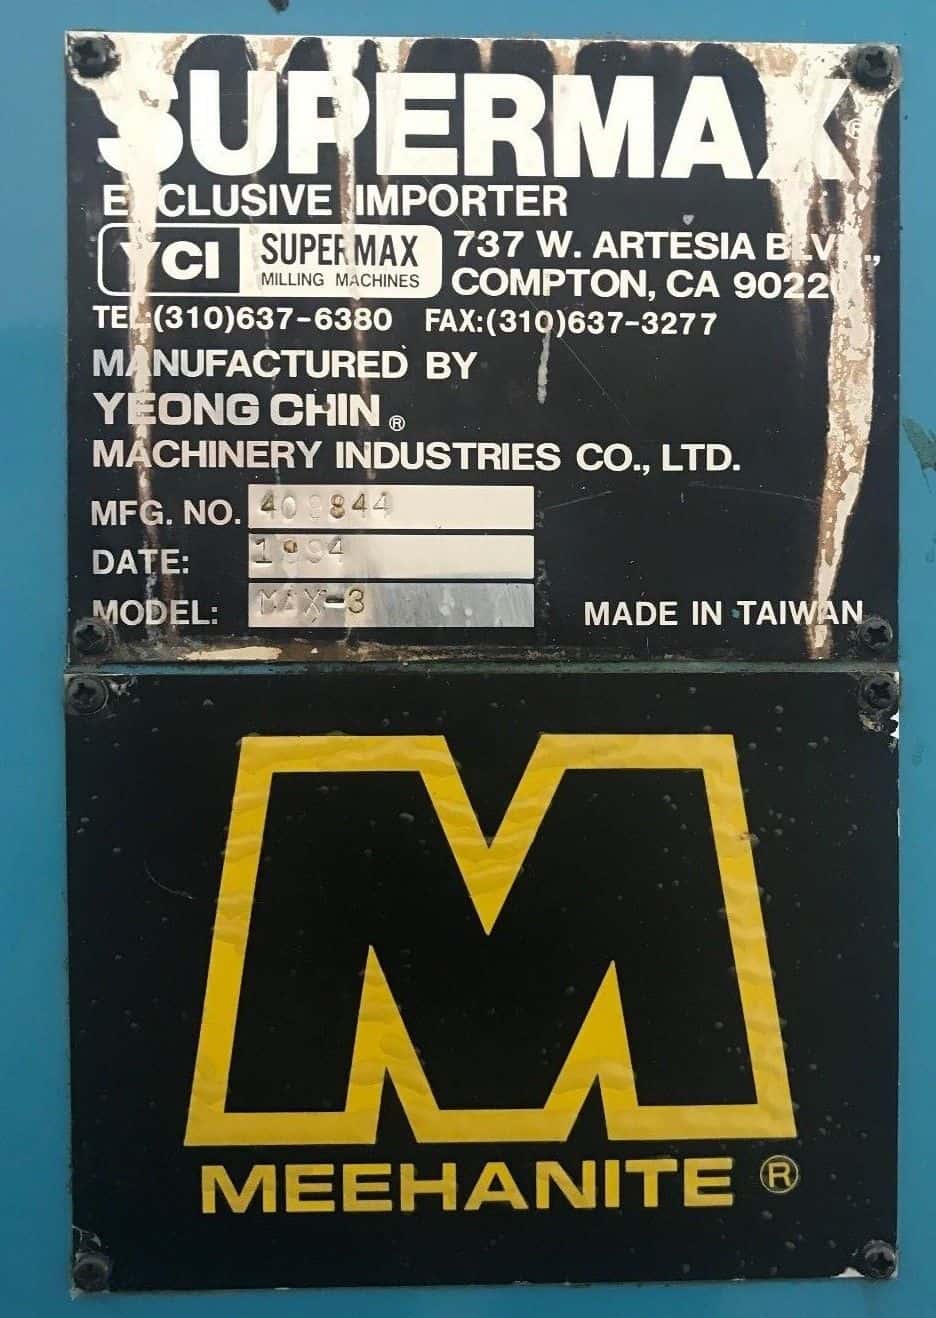 SUPERMAX ®
EXCLUSIVE IMPORTER
YCI SUPERMAX 737 W. ARTESIA BLVD.,
MILLING MACHINES COMPTON, CA 90220
TEL:(310)637-6380 FAX:(310)637-3277
MANUFACTURED BY
YEONG CHIN ®
MACHINERY INDUSTRIES CO., LTD.
MFG. NO.
DATE: 1994
MODEL: MAX-3 MADE IN TAIWAN
M
MEEHANITE ®